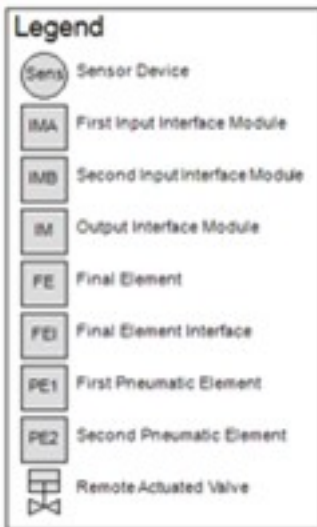 Legend
Sens Sensor Device
IMA First Input Interface Module
IMB Second Input Interface Module
IM Output Interface Module
FE Final Element
FEI Final Element Interface
PE1 First Pneumatic Element
PE2 Second Pneumatic Element
Remote Actuated Valve